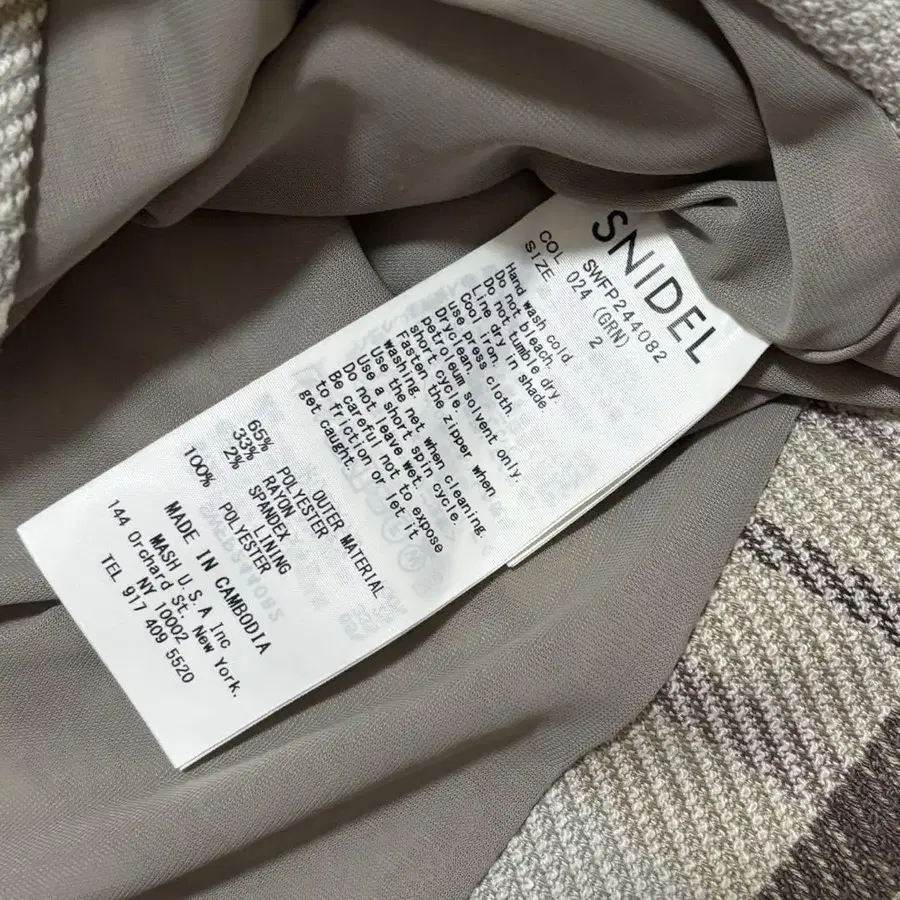 SNIDEL
SWFP244082
COL 024 (GRN)
SIZE 2
Hand wash cold.
Do not bleach.
Do not tumble dry.
Line dry in shade.
Cool iron.
use press cloth.
Dryclean.
petroleum solvent only,
short cycle.
Fasten the zipper when
washing.
Use the net when cleaning.
Use a short spin cycle.
Do not leave wet.
Be careful not to expose
to friction or let it
get caught.
OUTER MATERIAL
65% POLYESTER
33% RAYON
2% SPANDEX
LINING
100% POLYESTER
MADE IN CAMBODIA
MASH U.S.A Inc
144 Orchard St. New York.
NY 10002
TEL 917 409 5520